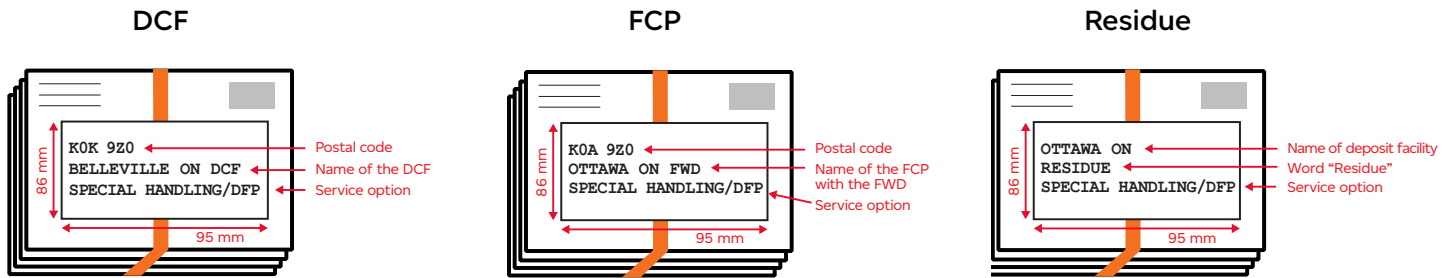 DCF
K0K 9Z0
BELLEVILLE ON DCF
SPECIAL HANDLING/DFP
86 mm
95 mm
Postal code
Name of the DCF
Service option
FCP
K0A 9Z0
OTTAWA ON FWD
SPECIAL HANDLING/DFP
86 mm
95 mm
Postal code
Name of the FCP
with the FWD
Service option
Residue
OTTAWA ON
RESIDUE
SPECIAL HANDLING/DFP
86 mm
95 mm
Name of deposit facility
Word “Residue”
Service option